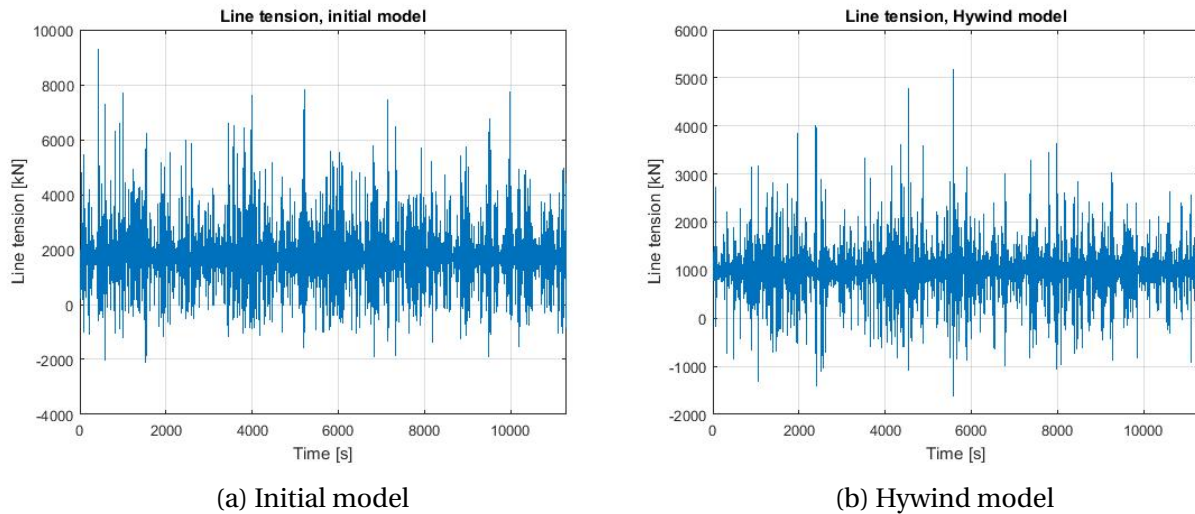 Line tension, initial model
10000
8000
6000
4000
2000
0
-2000
-4000
Line tension [kN]
0 2000 4000 6000 8000 10000
Time [s]
(a) Initial model
Line tension, Hywind model
6000
5000
4000
3000
2000
1000
0
-1000
-2000
Line tension [kN]
0 2000 4000 6000 8000 10000
Time [s]
(b) Hywind model